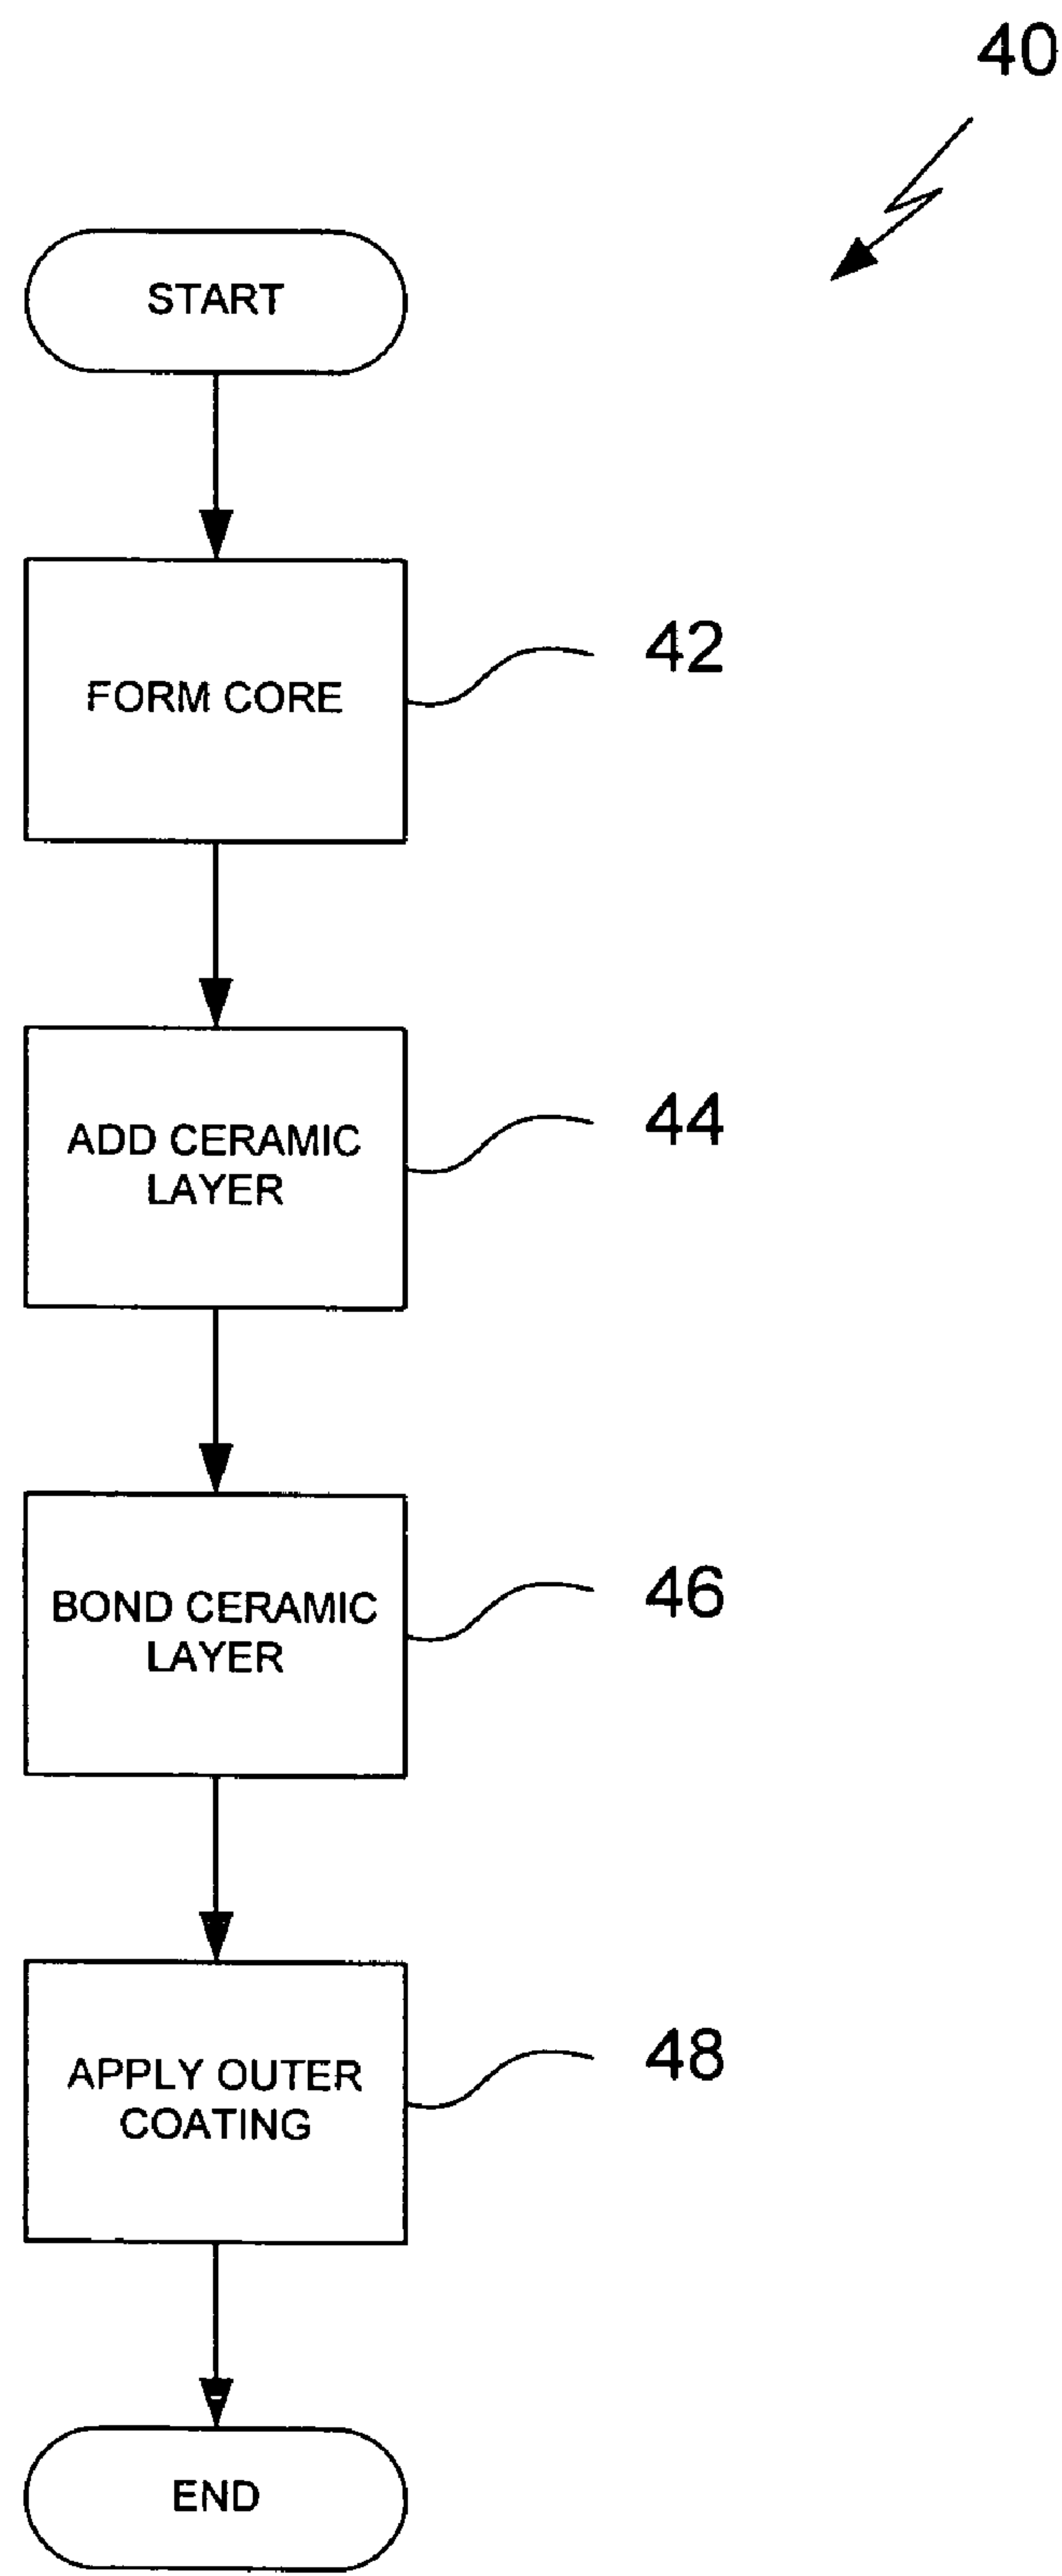 40
START
FORM CORE
42
ADD CERAMIC
LAYER
44
BOND CERAMIC
LAYER
46
APPLY OUTER
COATING
48
END